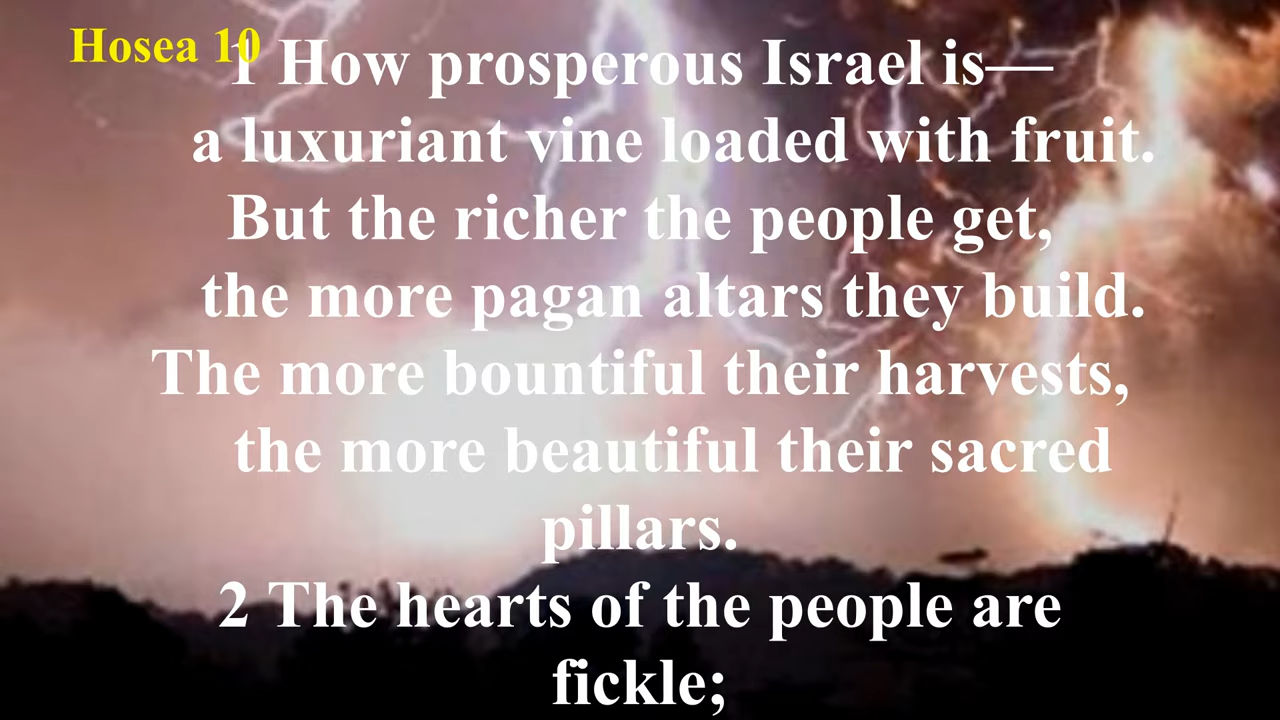 Hosea 10
1 How prosperous Israel is—
a luxuriant vine loaded with fruit.
But the richer the people get,
the more pagan altars they build.
The more bountiful their harvests,
the more beautiful their sacred
pillars.
2 The hearts of the people are
fickle;